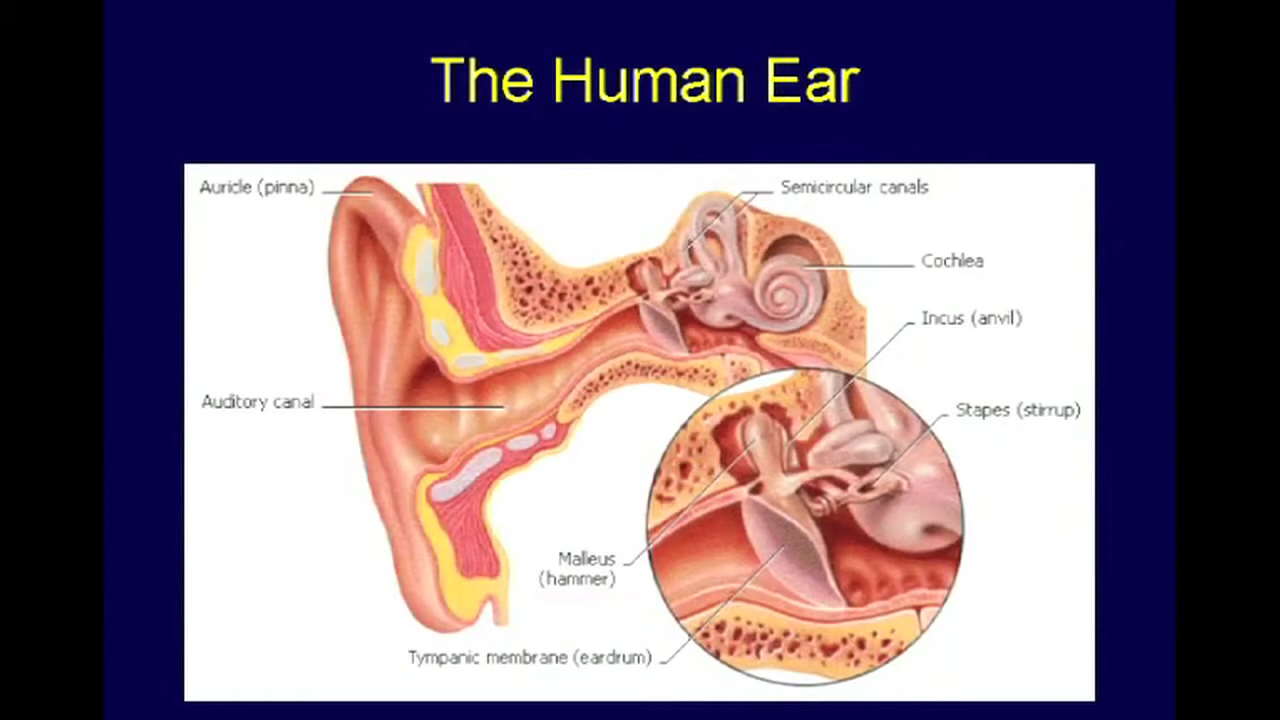 The Human Ear
Auricle (pinna)
Semicircular canals
Cochlea
Incus (anvil)
Auditory canal
Stapes (stirrup)
Malleus
(hammer)
Tympanic membrane (eardrum)